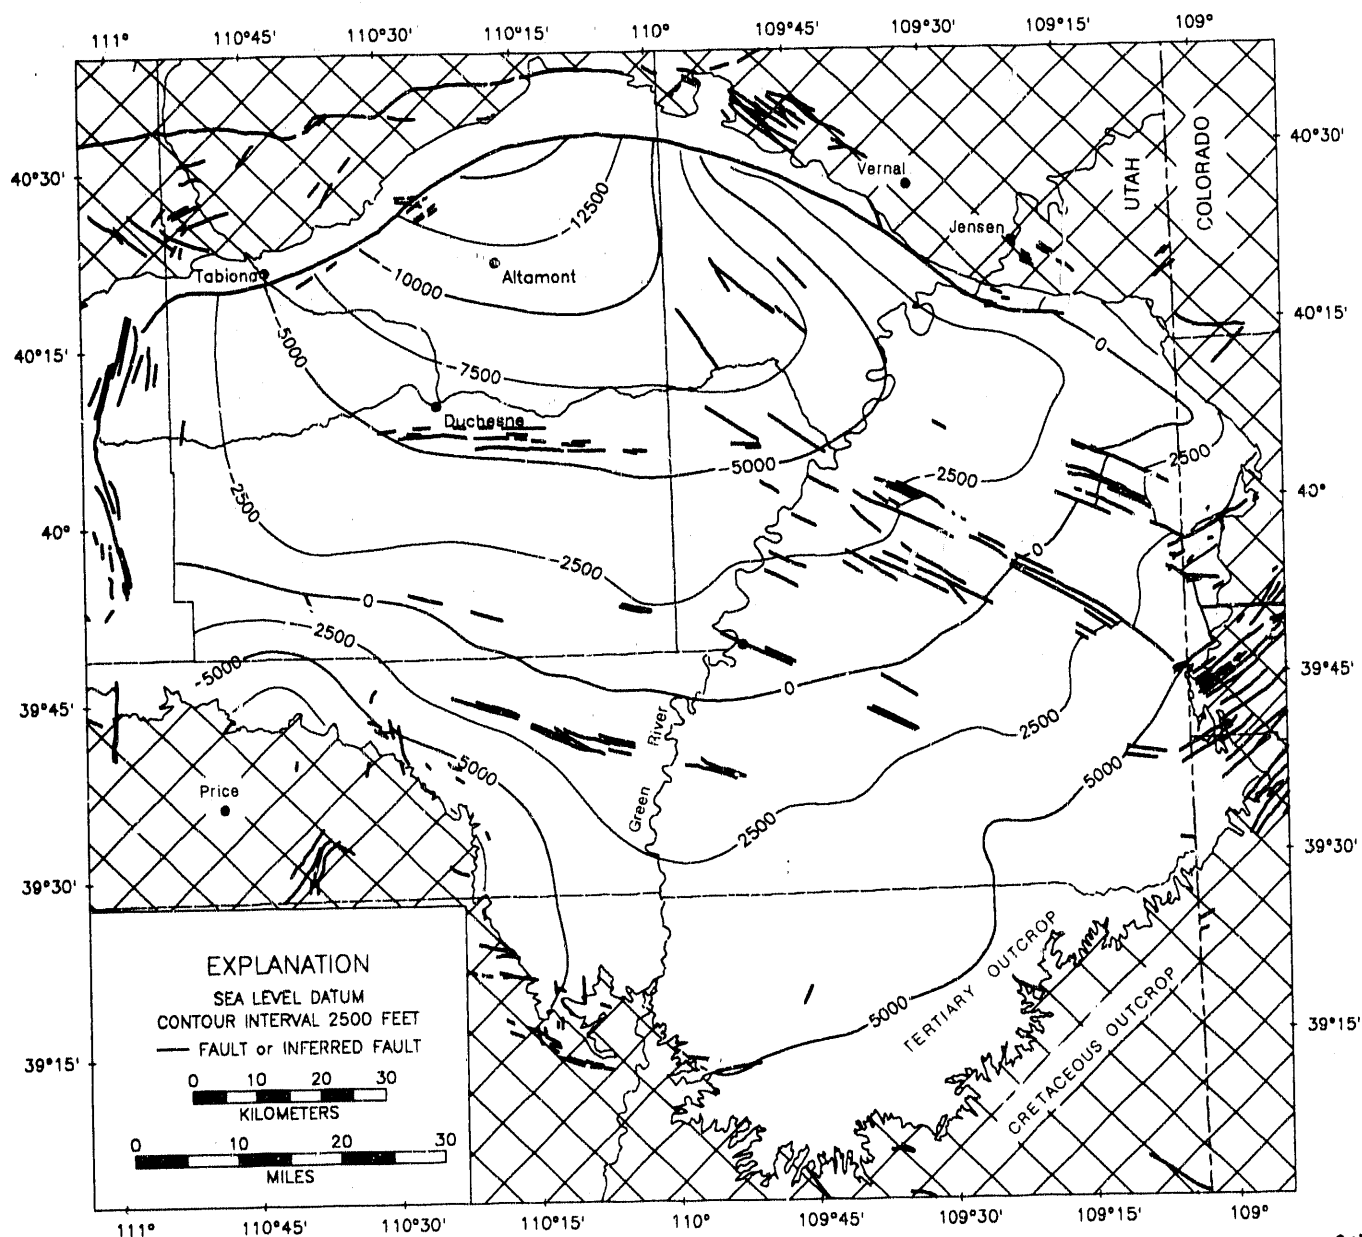 111°
110°45'
110°30'
110°15'
110°
109°45'
109°30'
109°15'
109°
40°30'
40°30'
Vernal
UTAH
COLORADO
-12500
Jensen
Tabiona
Altamont
-10000
40°15'
40°15'
-5000
0
-7500
Duchesne
-5000
-2500
-2500
-2500
40°
40°
-2500
0
0
2500
-5000
39°45'
39°45'
0
River
2500
5000
5000
Price
Green
2500
39°30'
39°30'
EXPLANATION
SEA LEVEL DATUM
CONTOUR INTERVAL 2500 FEET
FAULT or INFERRED FAULT
0 10 20 30
KILOMETERS
0 10 20 30
MILES
5000
TERTIARY OUTCROP
CRETACEOUS OUTCROP
39°15'
39°15'
111°
110°45'
110°30'
110°15'
110°
109°45'
109°30'
109°15'
109°